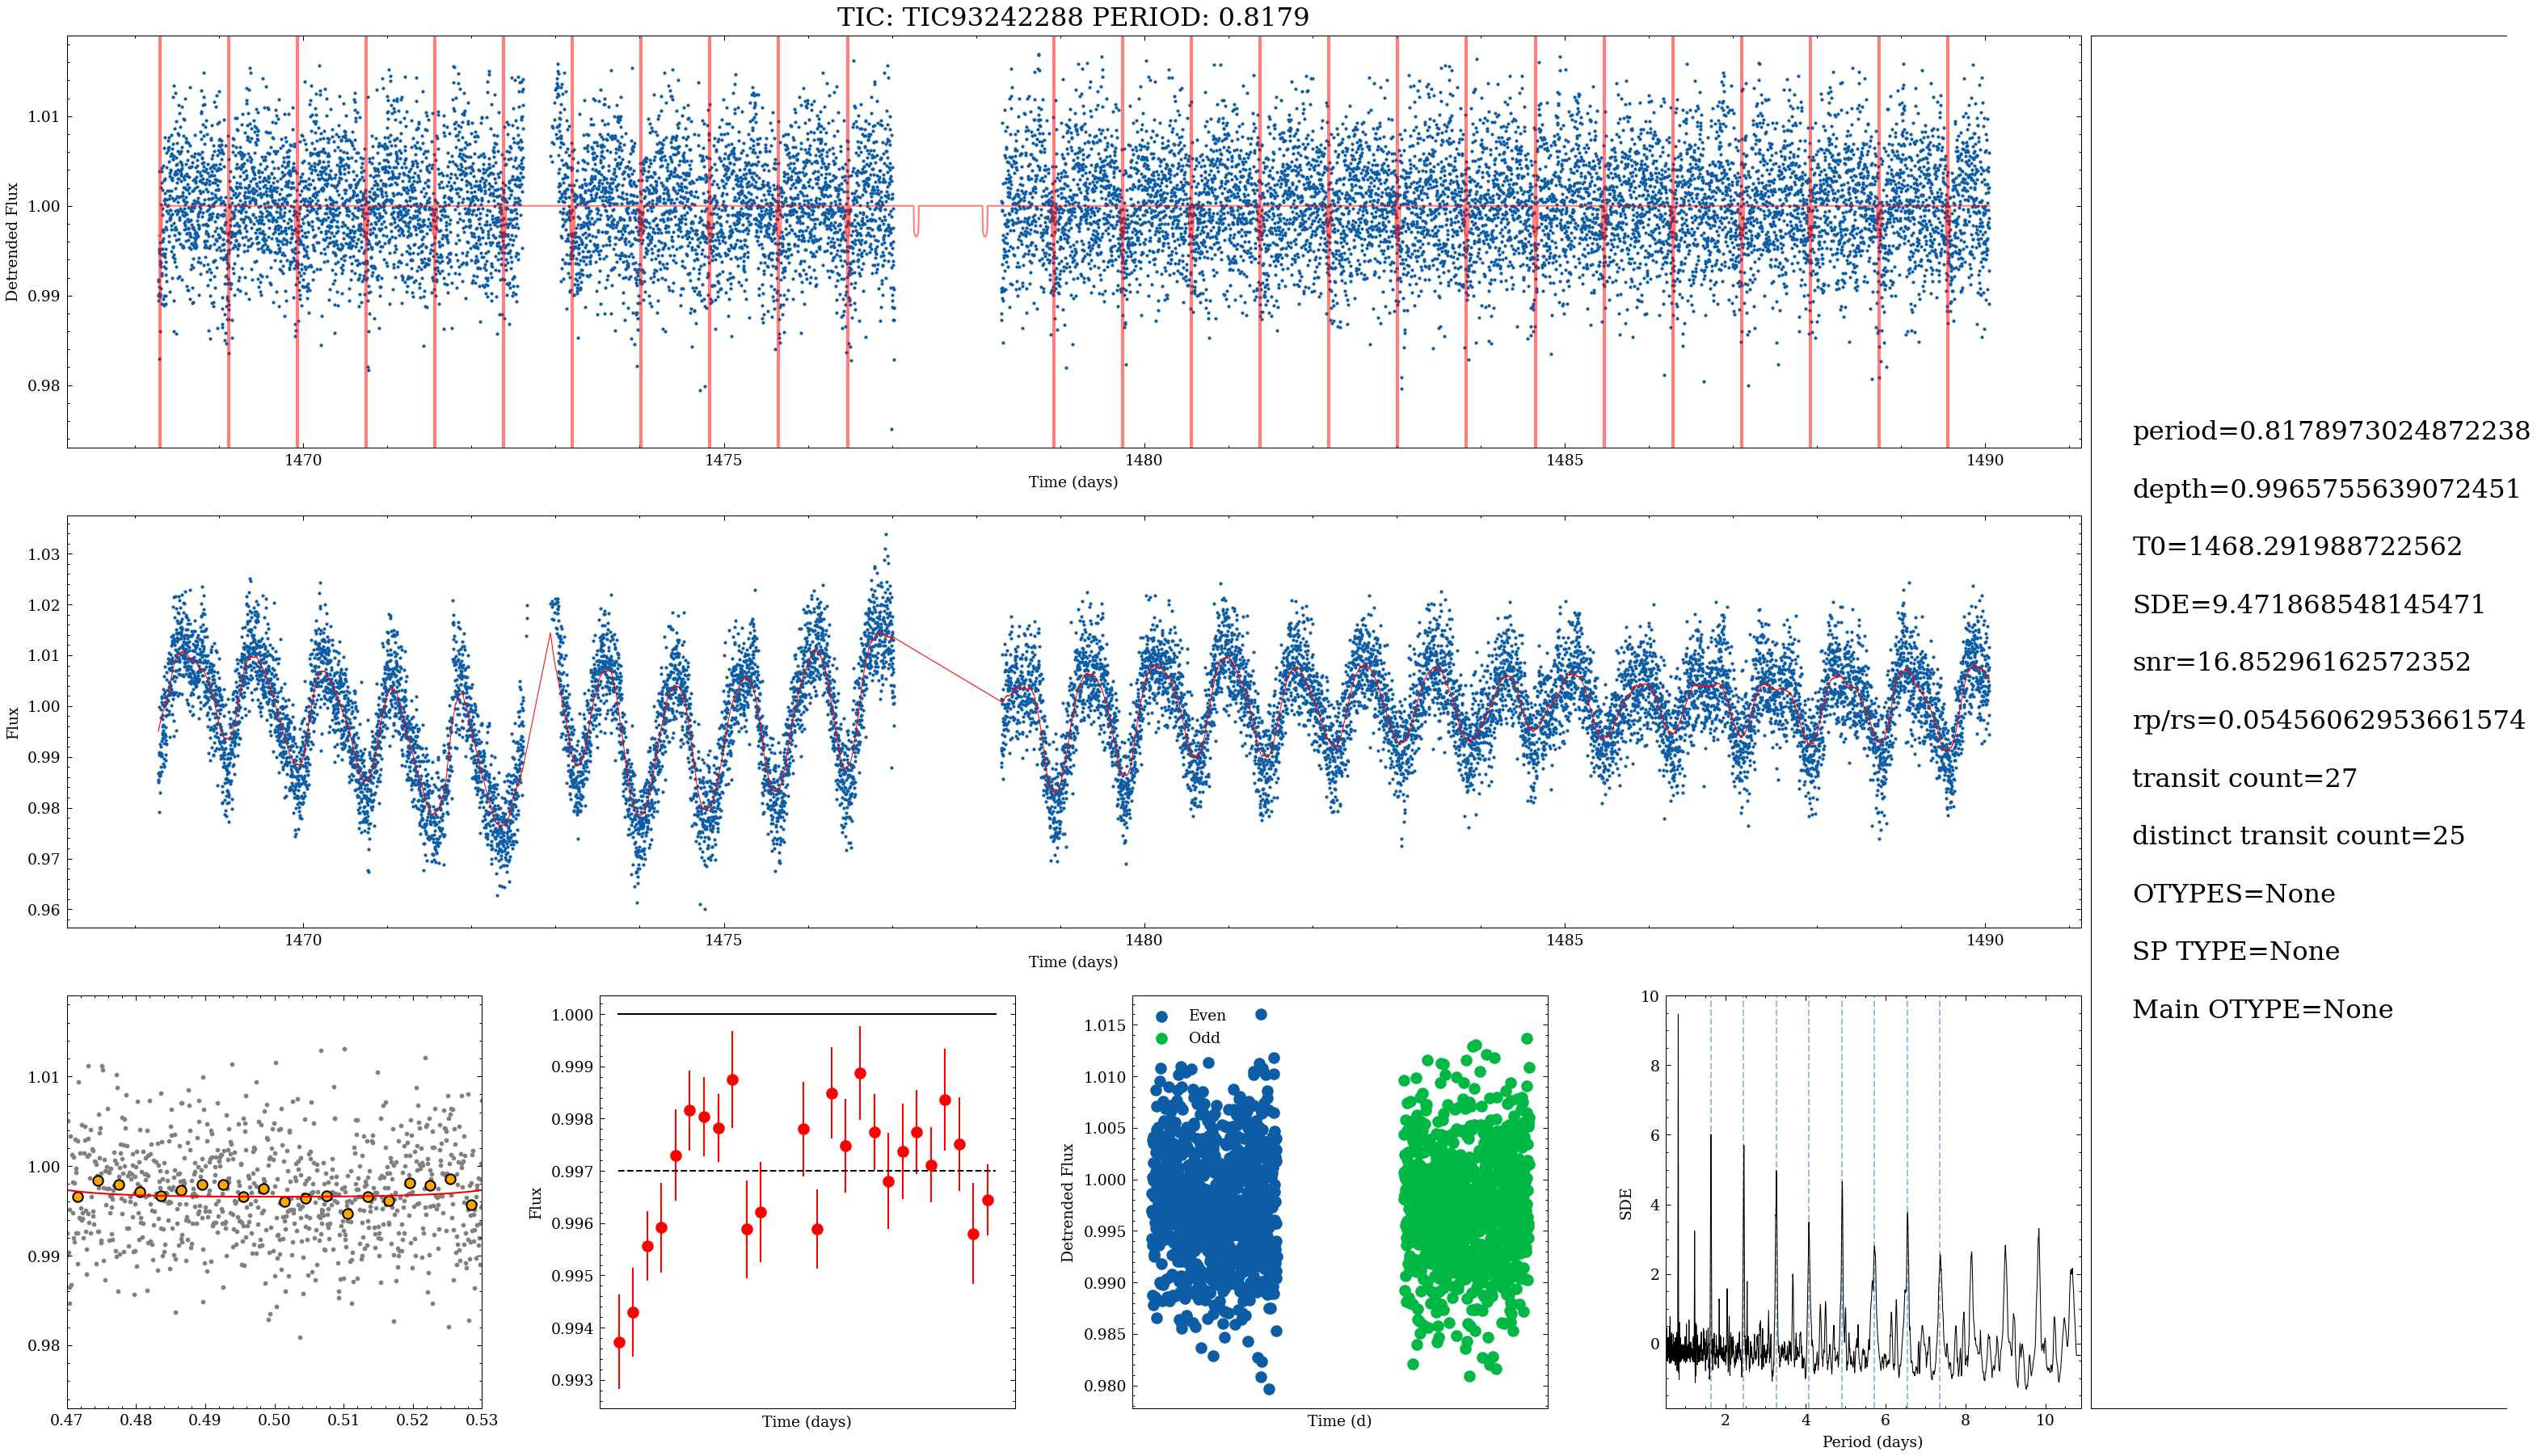 TIC: TIC93242288 PERIOD: 0.8179
Detrended Flux
1.01
1.00
0.99
0.98
1470
1475
1480
1485
1490
Time (days)
Flux
1.03
1.02
1.01
1.00
0.99
0.98
0.97
0.96
1470
1475
1480
1485
1490
Time (days)
1.01
1.00
0.99
0.98
0.47
0.48
0.49
0.50
0.51
0.52
0.53
Flux
1.000
0.999
0.998
0.997
0.996
0.995
0.994
0.993
Time (days)
Detrended Flux
1.015
1.010
1.005
1.000
0.995
0.990
0.985
0.980
Even
Odd
Time (d)
SDE
10
8
6
4
2
0
2
4
6
8
10
Period (days)
period=0.8178973024872238
depth=0.9965755639072451
T0=1468.291988722562
SDE=9.471868548145471
snr=16.85296162572352
rp/rs=0.05456062953661574
transit count=27
distinct transit count=25
OTYPES=None
SP TYPE=None
Main OTYPE=None